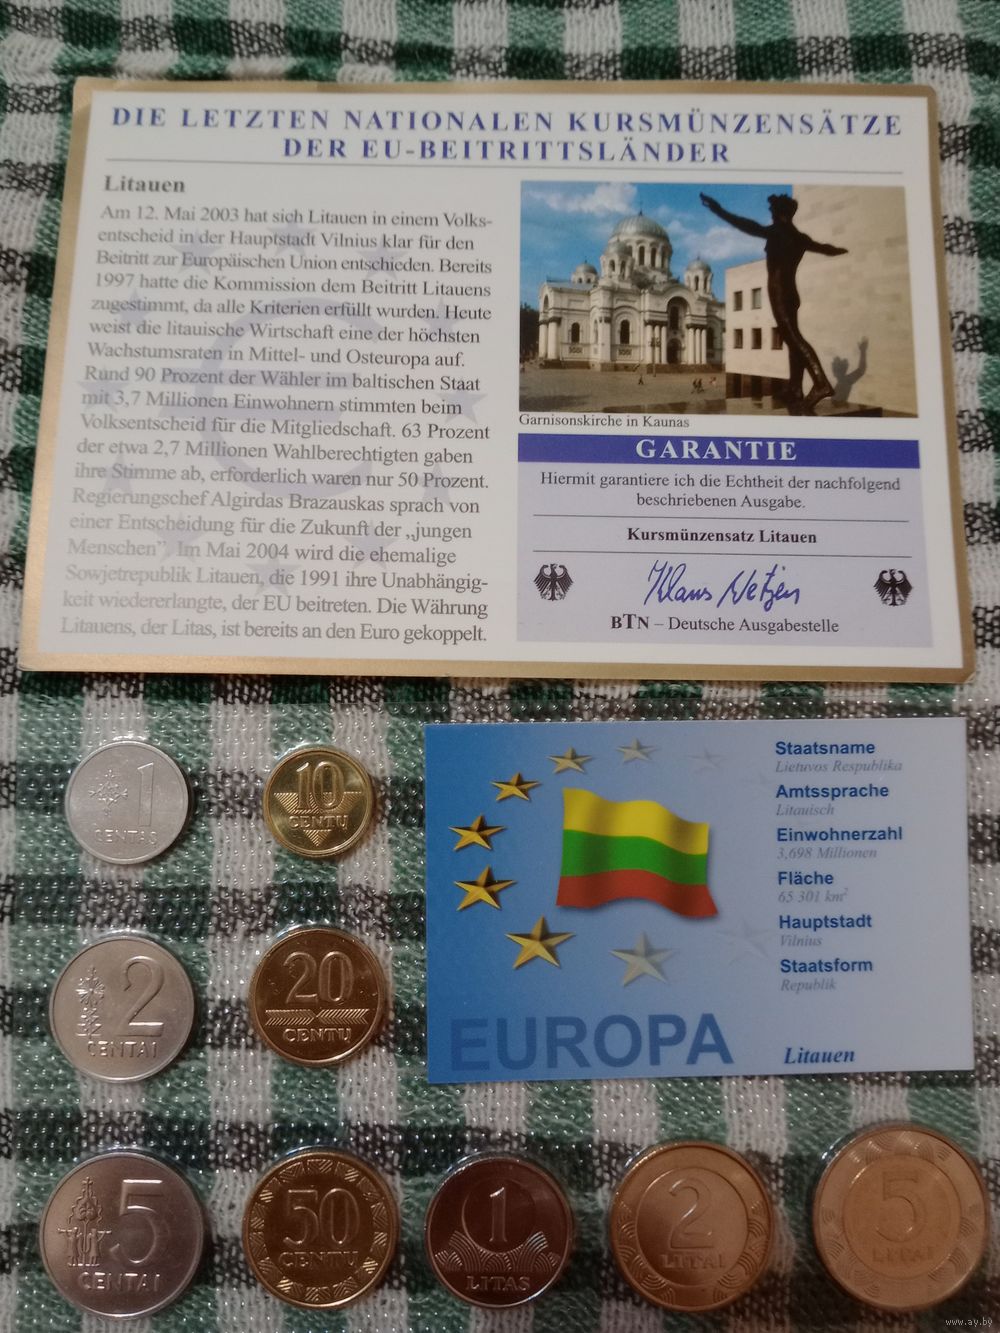 DIE LETZTEN NATIONALEN KURSMÜNZENSÄTZE
DER EU-BEITRITTSLÄNDER
Litauen
Am 12. Mai 2003 hat sich Litauen in einem Volks-
entscheid in der Hauptstadt Vilnius klar für den
Beitritt zur Europäischen Union entschieden. Bereits
1997 hatte die Kommission dem Beitritt Litauens
zugestimmt, da alle Kriterien erfüllt wurden. Heute
weist die litauische Wirtschaft eine der höchsten
Wachstumsraten in Mittel- und Osteuropa auf.
Rund 90 Prozent der Wähler im baltischen Staat
mit 3,7 Millionen Einwohnern stimmten beim
Volksentscheid für die Mitgliedschaft. 63 Prozent
der etwa 2,7 Millionen Wahlberechtigten gaben
ihre Stimme ab, erforderlich waren nur 50 Prozent.
Regierungschef Algirdas Brazauskas sprach von
einer Entscheidung für die Zukunft der „jungen
Menschen”. Im Mai 2004 wird die ehemalige
Sowjetrepublik Litauen, die 1991 ihre Unabhängig-
keit wiedererlangte, der EU beitreten. Die Währung
Litauens, der Litas, ist bereits an den Euro gekoppelt.
Garnisonskirche in Kaunas
GARANTIE
Hiermit garantiere ich die Echtheit der nachfolgend
beschriebenen Ausgabe.
Kursmünzensatz Litauen
Klaus
BTN – Deutsche Ausgabestelle
1
CENTAS
10
CENTŲ
2
CENTAI
20
CENTŲ
Staatsname
Lietuvos Respublika
Amtssprache
Litauisch
Einwohnerzahl
3,698 Millionen
Fläche
65 301 km²
Hauptstadt
Vilnius
Staatsform
Republik
EUROPA
Litauen
5
CENTAI
50
CENTŲ
1
LITAS
2
LITAI
5
LITAI
www.ay.by